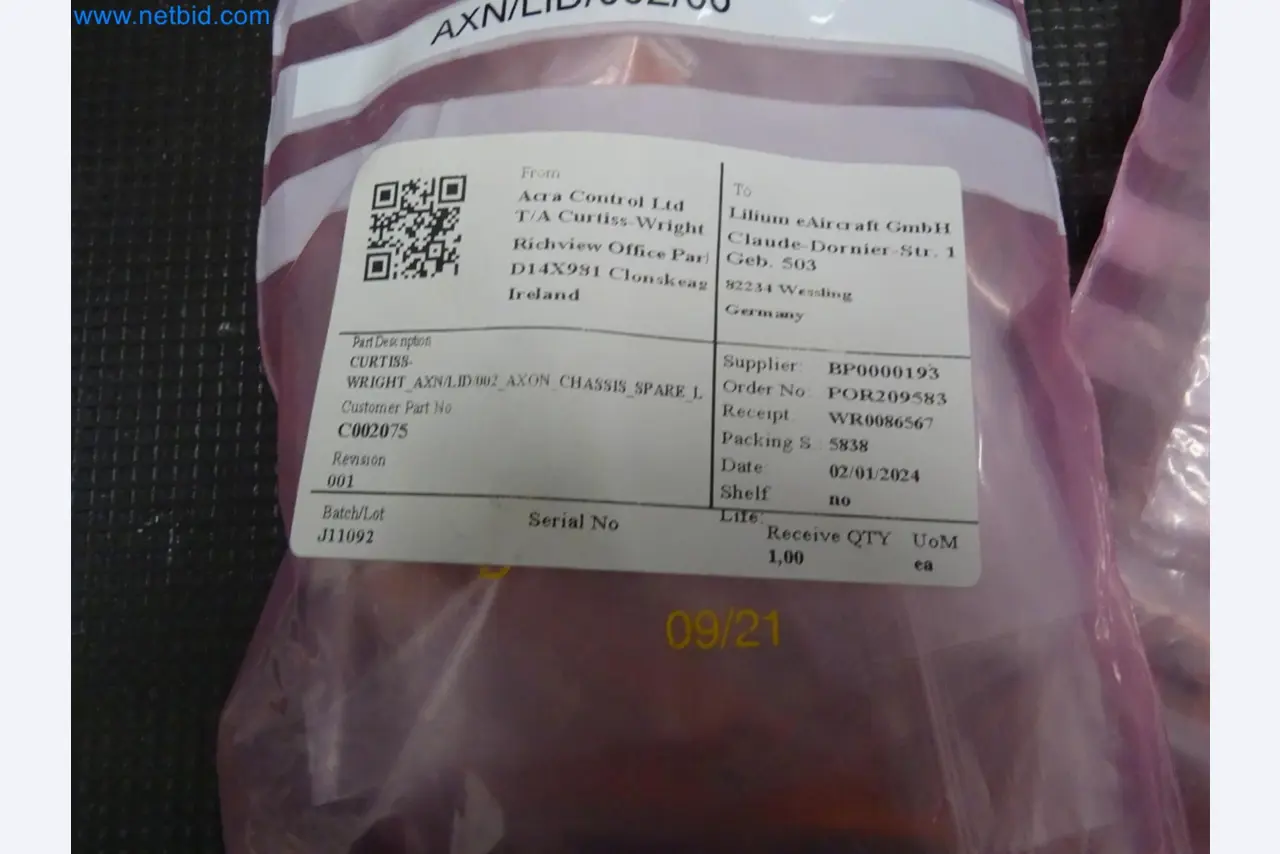 www.netbid.com
From
Acra Control Ltd
T/A Curtiss-Wright
Richview Office Par
D14X981 Clonskeag
Ireland
To
Lilium eAircraft GmbH
Claude-Dornier-Str. 1
Geb. 503
82234 Wessling
Germany
Part Description
CURTISS-
WRIGHT_AXN/LID/002_AXON_CHASSIS_SPARE_L
Customer Part No
C002075
Revision
001
Supplier: BP0000193
Order No: POR209583
Receipt WR0086567
Packing S 5838
Date: 02/01/2024
Shelf no
Life:
Batch/Lot
J11092
Serial No
Receive QTY
1,00
UoM
ea
09/21